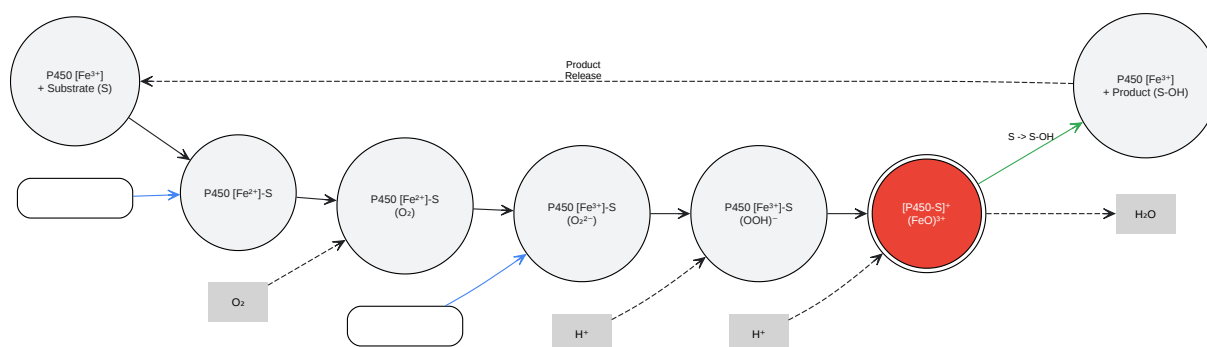 Product
Release
P450 [Fe³⁺]
+ Substrate (S)
P450 [Fe³⁺]
+ Product (S-OH)
S -> S-OH
P450 [Fe²⁺]-S
P450 [Fe²⁺]-S
(O₂)
P450 [Fe³⁺]-S
(O₂²⁻)
P450 [Fe³⁺]-S
(OOH)⁻
[P450-S]⁺
(FeO)³⁺
H₂O
O₂
H⁺
H⁺